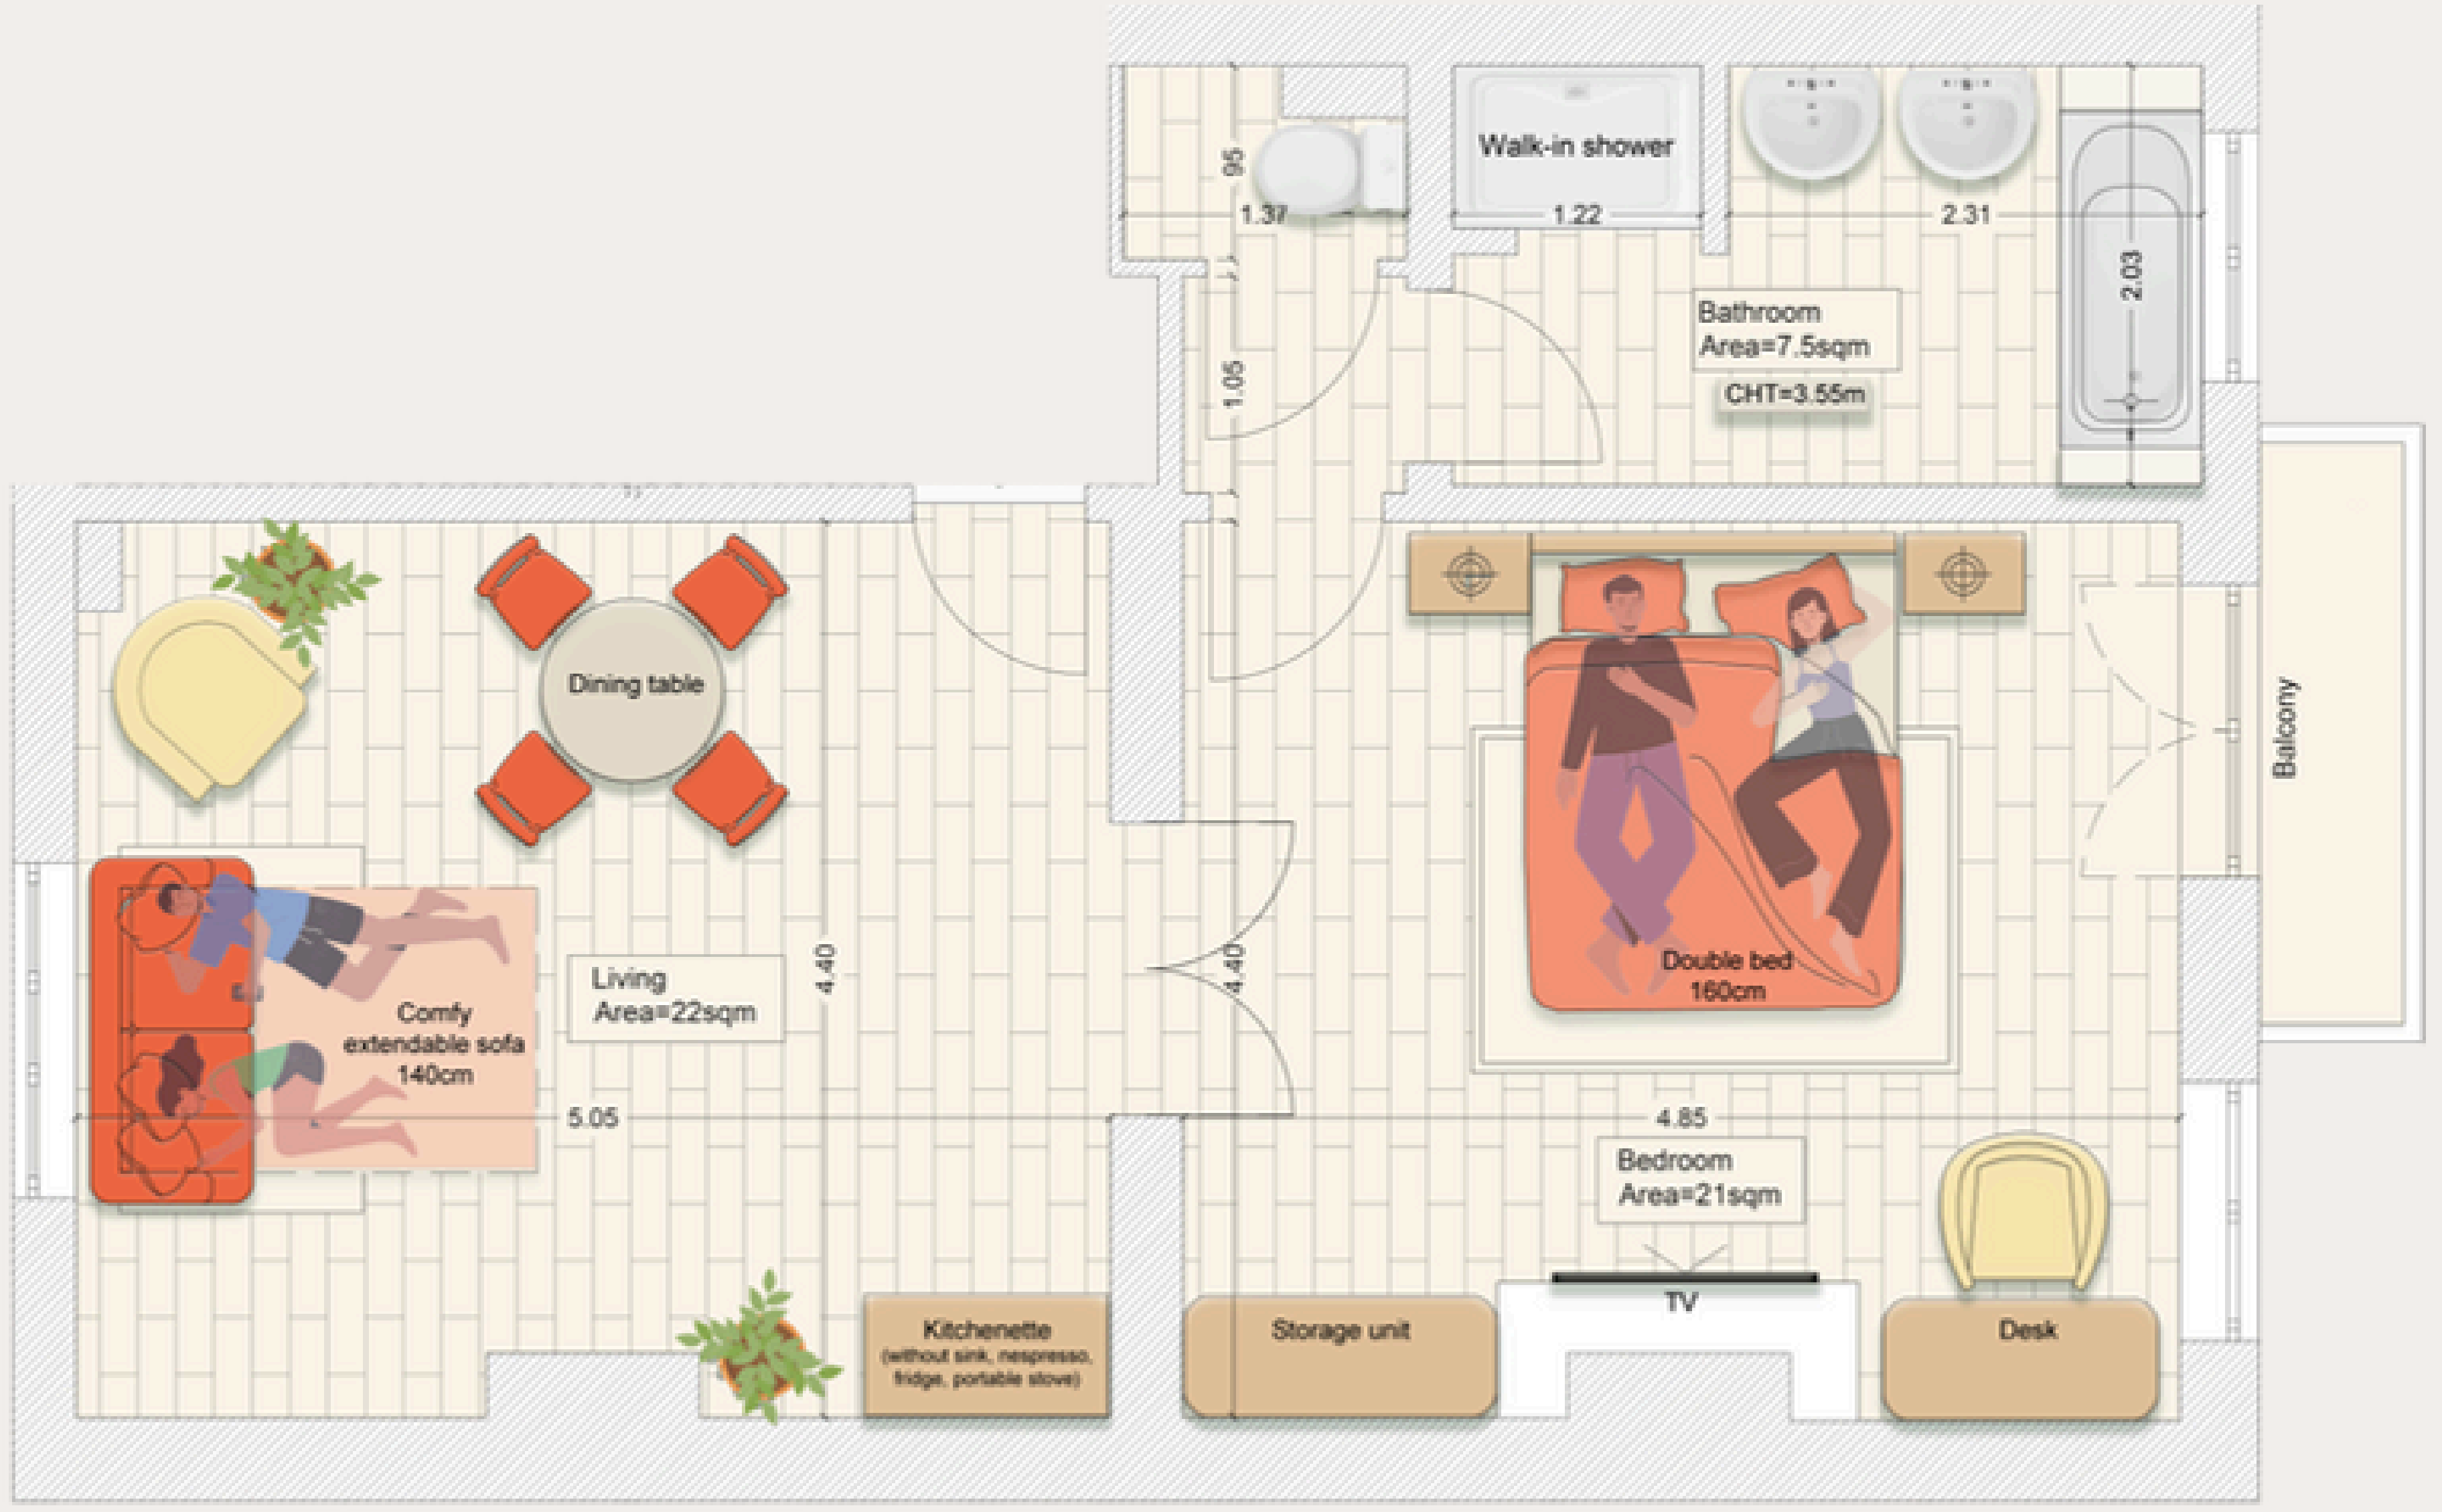 95
1.37
Walk-in shower
1.22
2.31
2.03
1.05
Bathroom
Area=7.5sqm
CHT=3.55m
Dining table
Balcony
Living
Area=22sqm
4.40
4.40
Comfy
extendable sofa
140cm
Double bed
160cm
5.05
4.85
Bedroom
Area=21sqm
TV
Kitchenette
(without sink, nespresso,
fridge, portable stove)
Storage unit
Desk